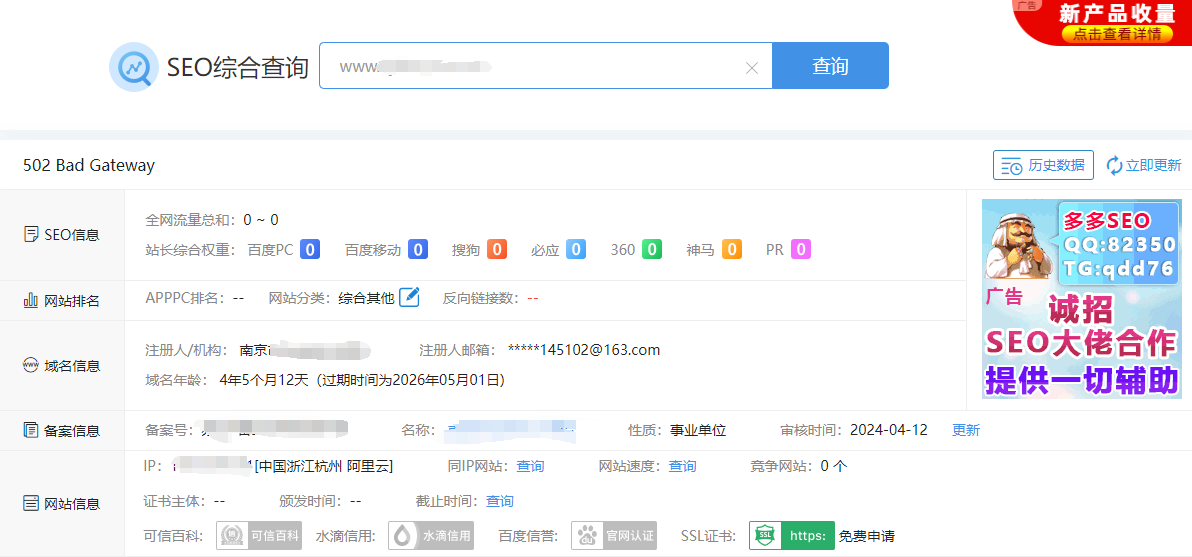 广告
新产品收量
点击查看详情
SEO综合查询
www.
查询
502 Bad Gateway
历史数据
立即更新
SEO信息
全网流量总和：0 ~ 0
站长综合权重：百度PC 0 百度移动 0 搜狗 0 必应 0 360 0 神马 0 PR 0
网站排名
APPPC排名：-- 网站分类：综合其他 反向链接数：--
域名信息
注册人/机构：南京 注册人邮箱：*****145102@163.com
域名年龄：4年5个月12天（过期时间为2026年05月01日）
多多SEO
QQ:82350
TG:qdd76
广告
诚招
SEO大佬合作
提供一切辅助
备案信息
备案号： 名称： 性质：事业单位 审核时间：2024-04-12 更新
网站信息
IP： [中国浙江杭州 阿里云] 同IP网站：查询 网站速度：查询 竞争网站：0 个
证书主体：-- 颁发时间：-- 截止时间：查询
可信百科： 可信百科 水滴信用： 水滴信用 百度信誉： du 官网认证 SSL证书： SSL https: 免费申请